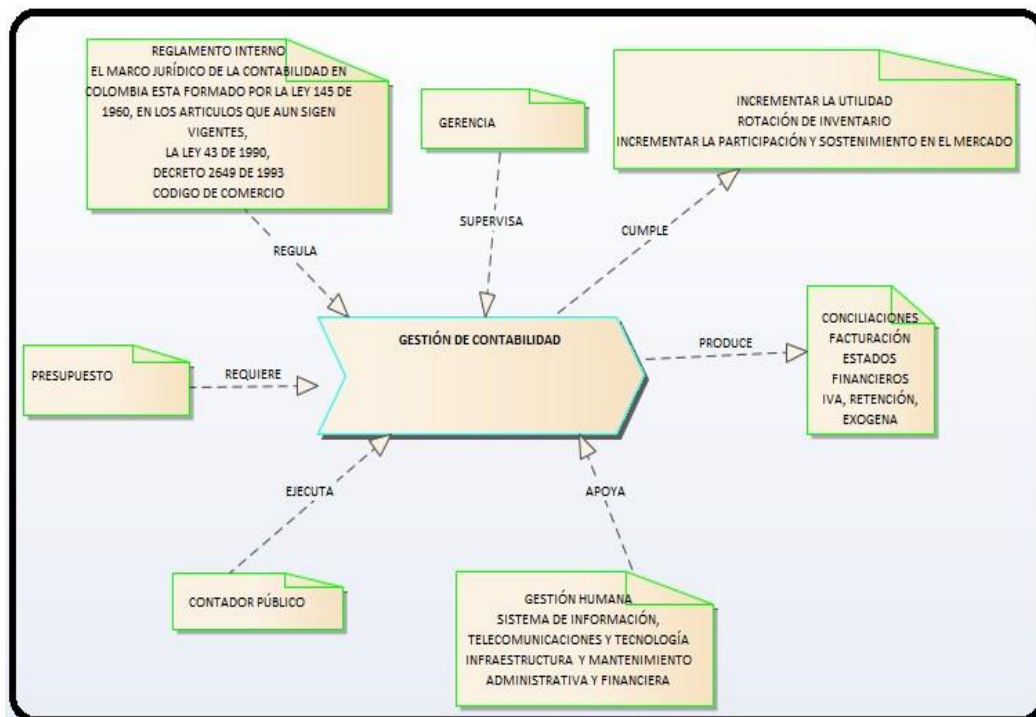 REGLAMENTO INTERNO
EL MARCO JURÍDICO DE LA CONTABILIDAD EN
COLOMBIA ESTA FORMADO POR LA LEY 145 DE
1960, EN LOS ARTICULOS QUE AUN SIGEN
VIGENTES,
LA LEY 43 DE 1990,
DECRETO 2649 DE 1993
CODIGO DE COMERCIO
GERENCIA
INCREMENTAR LA UTILIDAD
ROTACIÓN DE INVENTARIO
INCREMENTAR LA PARTICIPACIÓN Y SOSTENIMIENTO EN EL MERCADO
REGULA
SUPERVISA
CUMPLE
GESTIÓN DE CONTABILIDAD
PRESUPUESTO
REQUIERE
PRODUCE
CONCILIACIONES
FACTURACIÓN
ESTADOS
FINANCIEROS
IVA, RETENCIÓN,
EXOGENA
EJECUTA
APOYA
CONTADOR PÚBLICO
GESTIÓN HUMANA
SISTEMA DE INFORMACIÓN,
TELECOMUNICACIONES Y TECNOLOGÍA
INFRAESTRUCTURA Y MANTENIMIENTO
ADMINISTRATIVA Y FINANCIERA